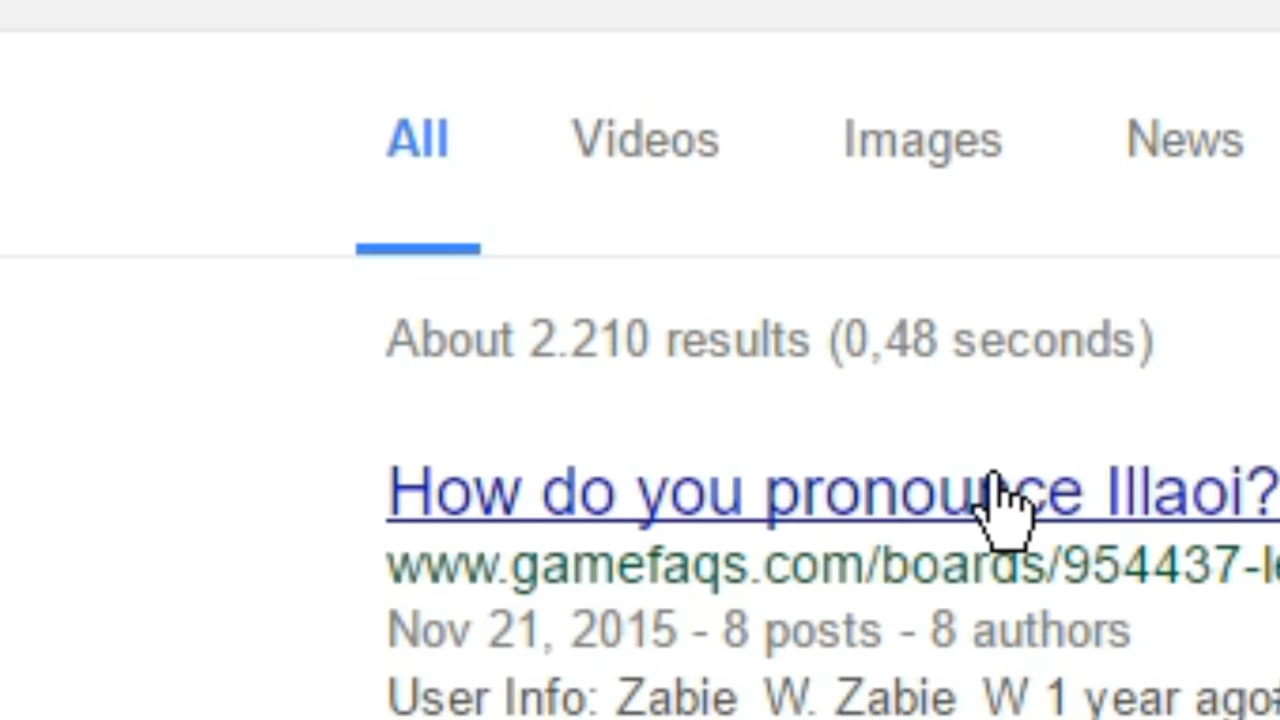 All Videos Images News
About 2.210 results (0,48 seconds)
How do you pronounce Illaoi?
www.gamefaqs.com/boards/954437-le
Nov 21, 2015 - 8 posts - 8 authors
User Info: Zabie W. Zabie W 1 year ago